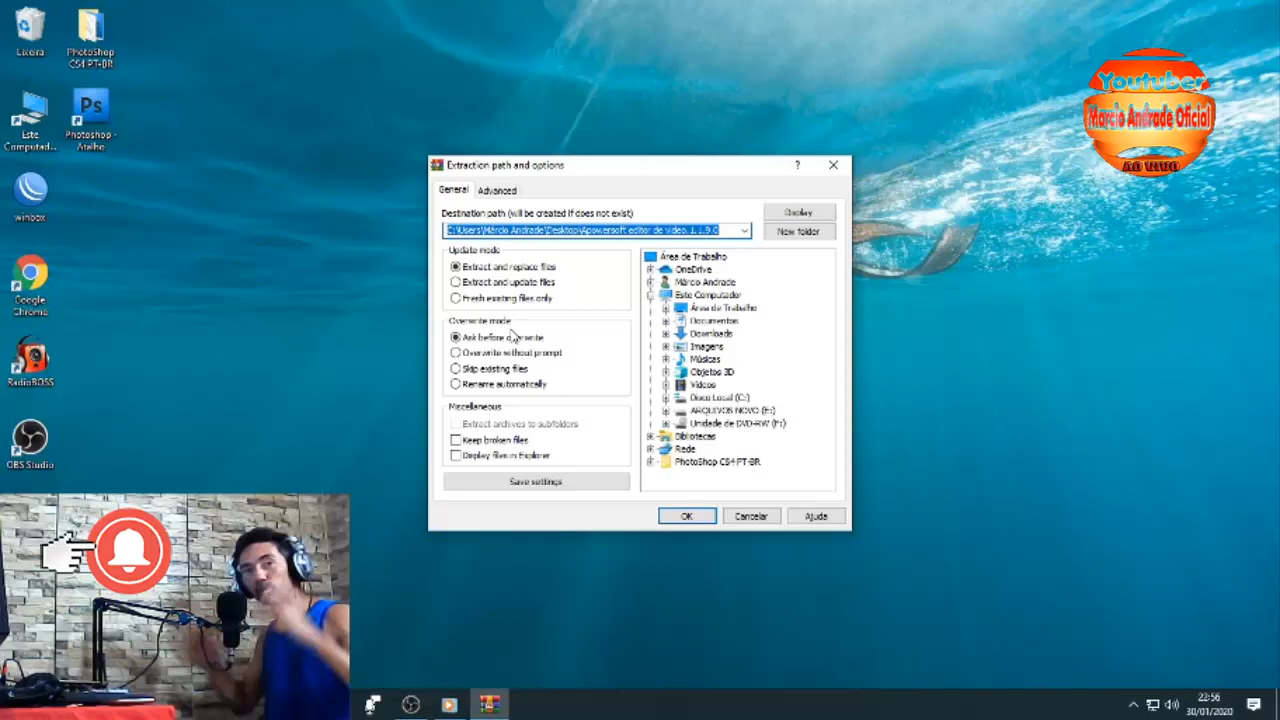 Lixeira
PhotoShop
CS4 PT-BR
Este
Computad...
Photoshop -
Atalho
winbox
Google
Chrome
RadioBOSS
OBS Studio
Youtuber
Marcio Andrade Oficial
AO VIVO
Extraction path and options
?
General
Advanced
Destination path (will be created if does not exist)
Display
C:\Users\Márcio Andrade\Desktop\Apowersoft editor de video. 1.1.9.0
New folder
Update mode
Extract and replace files
Extract and update files
Fresh existing files only
Overwrite mode
Ask before overwrite
Overwrite without prompt
Skip existing files
Rename automatically
Miscellaneous
Extract archives to subfolders
Keep broken files
Display files in Explorer
Save settings
Área de Trabalho
OneDrive
Márcio Andrade
Este Computador
Área de Trabalho
Documentos
Downloads
Imagens
Músicas
Objetos 3D
Vídeos
Disco Local (C:)
ARQUIVOS NOVO (E:)
Unidade de DVD-RW (F:)
Bibliotecas
Rede
PhotoShop CS4 PT-BR
OK
Cancelar
Ajuda
Ps
22:56
30/01/2020